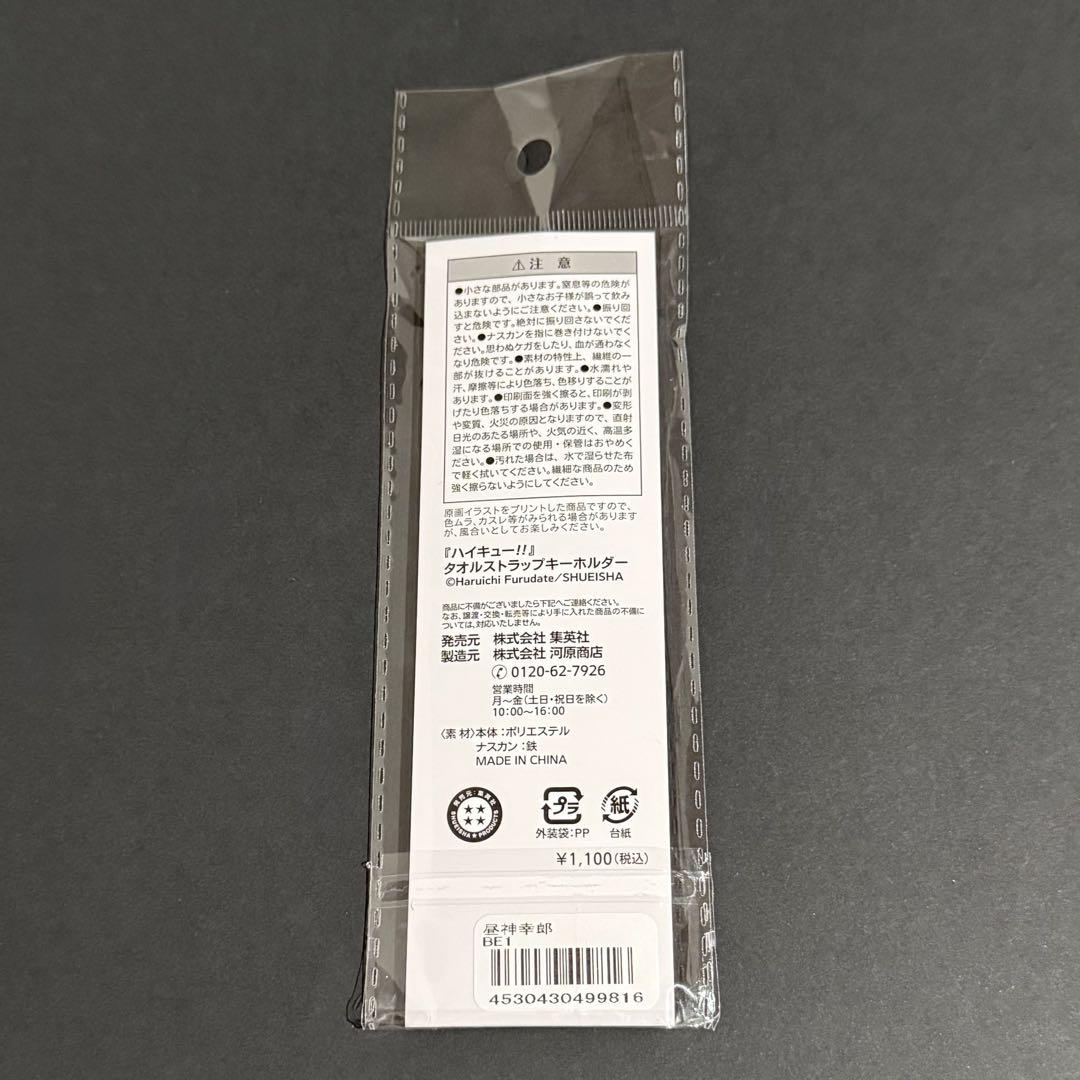 ⚠注 意
●小さな部品があります。窒息等の危険が
ありますので、小さなお子様が誤って飲み
込まないようにご注意ください。●振り回
すと危険です。絶対に振り回さないでくだ
さい。●ナスカンを指に巻き付けないでく
ださい。思わぬケガをしたり、血が通わなく
なり危険です。●素材の特性上、繊維の一
部が抜けることがあります。●水濡れや
汗、摩擦等により色落ち、色移りすることが
あります。●印刷面を強く擦ると、印刷が剥
げたり色落ちする場合があります。●変形
や変質、火災の原因となりますので、直射
日光のあたる場所や、火気の近く、高温多
湿になる場所での使用・保管はおやめく
ださい。●汚れた場合は、水で湿らせた布
で軽く拭いてください。繊細な商品のため
強く擦らないようにしてください。
原画イラストをプリントした商品ですので、
色ムラ、カスレ等がみられる場合があります
が、風合いとしてお楽しみください。
『ハイキュー!!』
タオルストラップキーホルダー
©Haruichi Furudate/SHUEISHA
商品に不備がございましたら下記へご連絡ください。
なお、譲渡・交換・転売等により手に入れた商品の不備に
ついては、対応いたしません。
発売元 株式会社 集英社
製造元 株式会社 河原商店
0120-62-7926
営業時間
月～金(土日・祝日を除く)
10:00～16:00
〈素 材〉本体：ポリエステル
ナスカン：鉄
MADE IN CHINA
発売元：集英社
SHUEISHA★PRODUCTS
プラ
紙
外装袋：PP
台紙
¥1,100(税込)
昼神幸郎
BE1
4530430499816